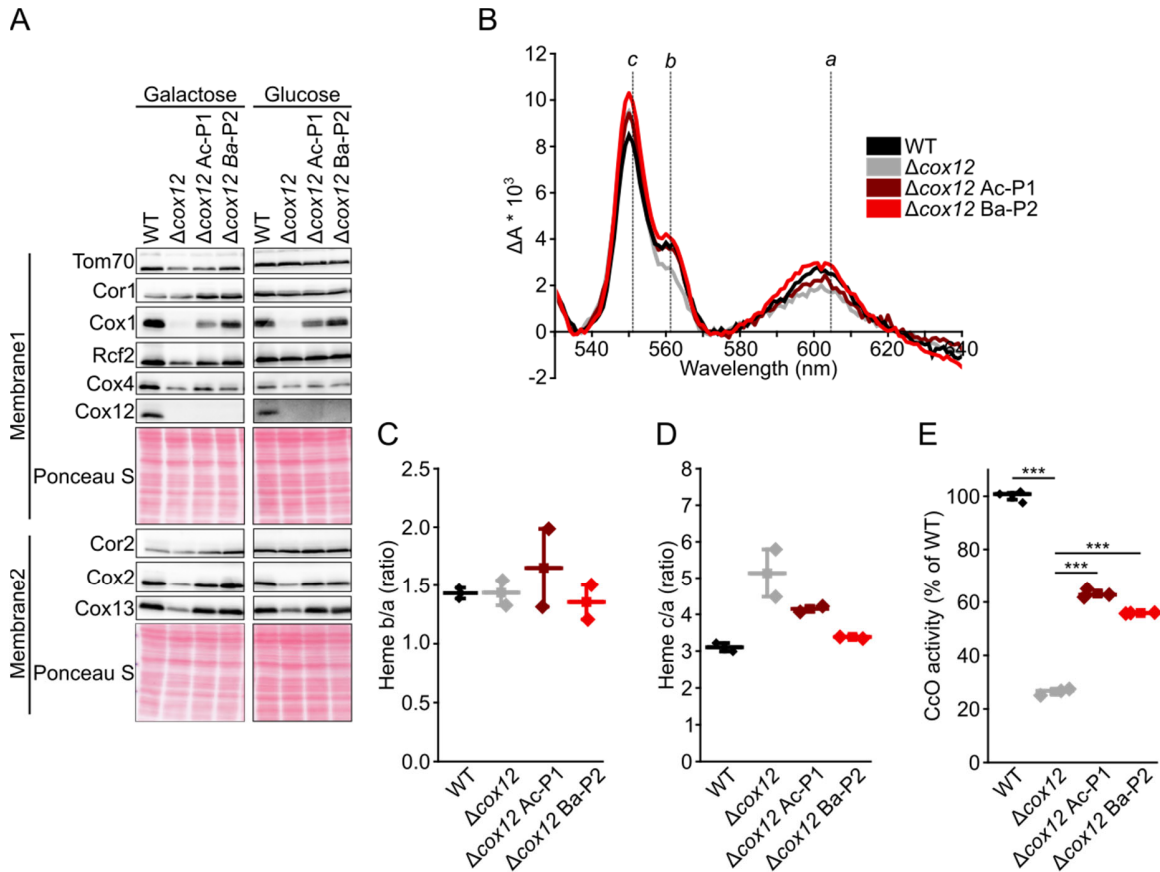 A
Galactose Glucose
WT
Δcox12
Δcox12 Ac-P1
Δcox12 Ba-P2
WT
Δcox12
Δcox12 Ac-P1
Δcox12 Ba-P2
Membrane1
Tom70
Cor1
Cox1
Rcf2
Cox4
Cox12
Ponceau S
Membrane2
Cor2
Cox2
Cox13
Ponceau S
B
c b a
ΔA * 10³
12
10
8
6
4
2
0
-2
540 560 580 600 620 640
Wavelength (nm)
WT
Δcox12
Δcox12 Ac-P1
Δcox12 Ba-P2
C
Heme b/a (ratio)
2.5
2.0
1.5
1.0
0.5
0.0
WT
Δcox12
Δcox12 Ac-P1
Δcox12 Ba-P2
D
Heme c/a (ratio)
8
7
6
5
4
3
2
1
0
WT
Δcox12
Δcox12 Ac-P1
Δcox12 Ba-P2
E
CcO activity (% of WT)
100
80
60
40
20
0
***
***
***
WT
Δcox12
Δcox12 Ac-P1
Δcox12 Ba-P2